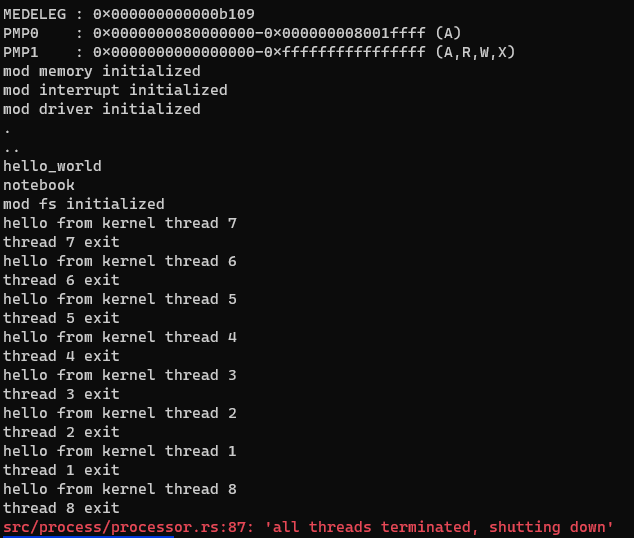 MEDELEG : 0x000000000000b109
PMP0    : 0x0000000080000000-0x000000008001ffff (A)
PMP1    : 0x0000000000000000-0xffffffffffffffff (A,R,W,X)
mod memory initialized
mod interrupt initialized
mod driver initialized
.
..
hello_world
notebook
mod fs initialized
hello from kernel thread 7
thread 7 exit
hello from kernel thread 6
thread 6 exit
hello from kernel thread 5
thread 5 exit
hello from kernel thread 4
thread 4 exit
hello from kernel thread 3
thread 3 exit
hello from kernel thread 2
thread 2 exit
hello from kernel thread 1
thread 1 exit
hello from kernel thread 8
thread 8 exit
src/process/processor.rs:87: 'all threads terminated, shutting down'